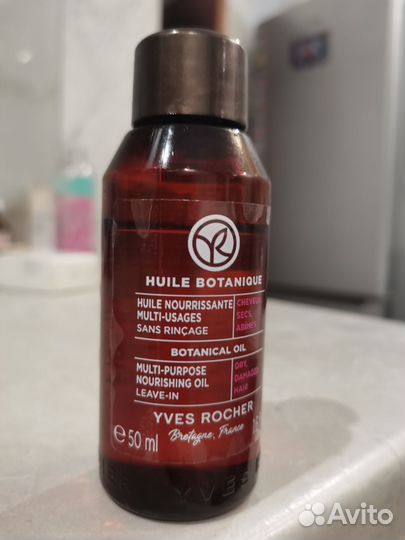 HUILE BOTANIQUE
HUILE NOURRISSANTE
MULTI-USAGES
SANS RINÇAGE
CHEVEUX
SECS,
ABÎMÉS
BOTANICAL OIL
MULTI-PURPOSE
NOURISHING OIL
LEAVE-IN
DRY,
DAMAGED
HAIR
YVES ROCHER
Bretagne, France
℮50 ml
Avito